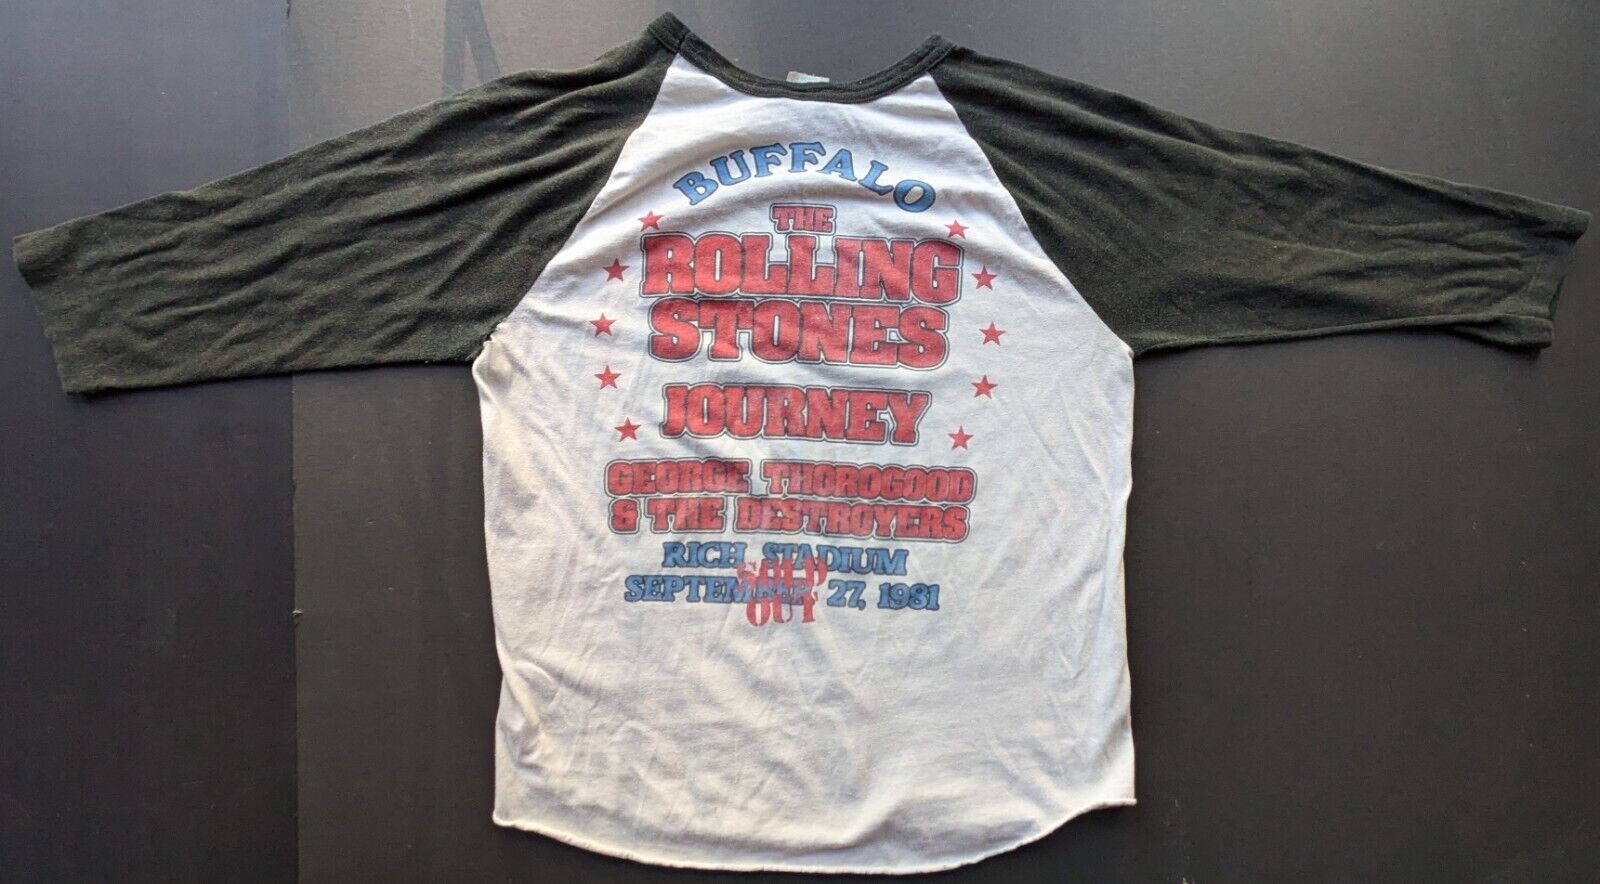 BUFFALO
THE
ROLLING
STONES
JOURNEY
GEORGE THOROGOOD
& THE DESTROYERS
RICH STADIUM
SEPTEMBER 27, 1981
SOLD
OUT